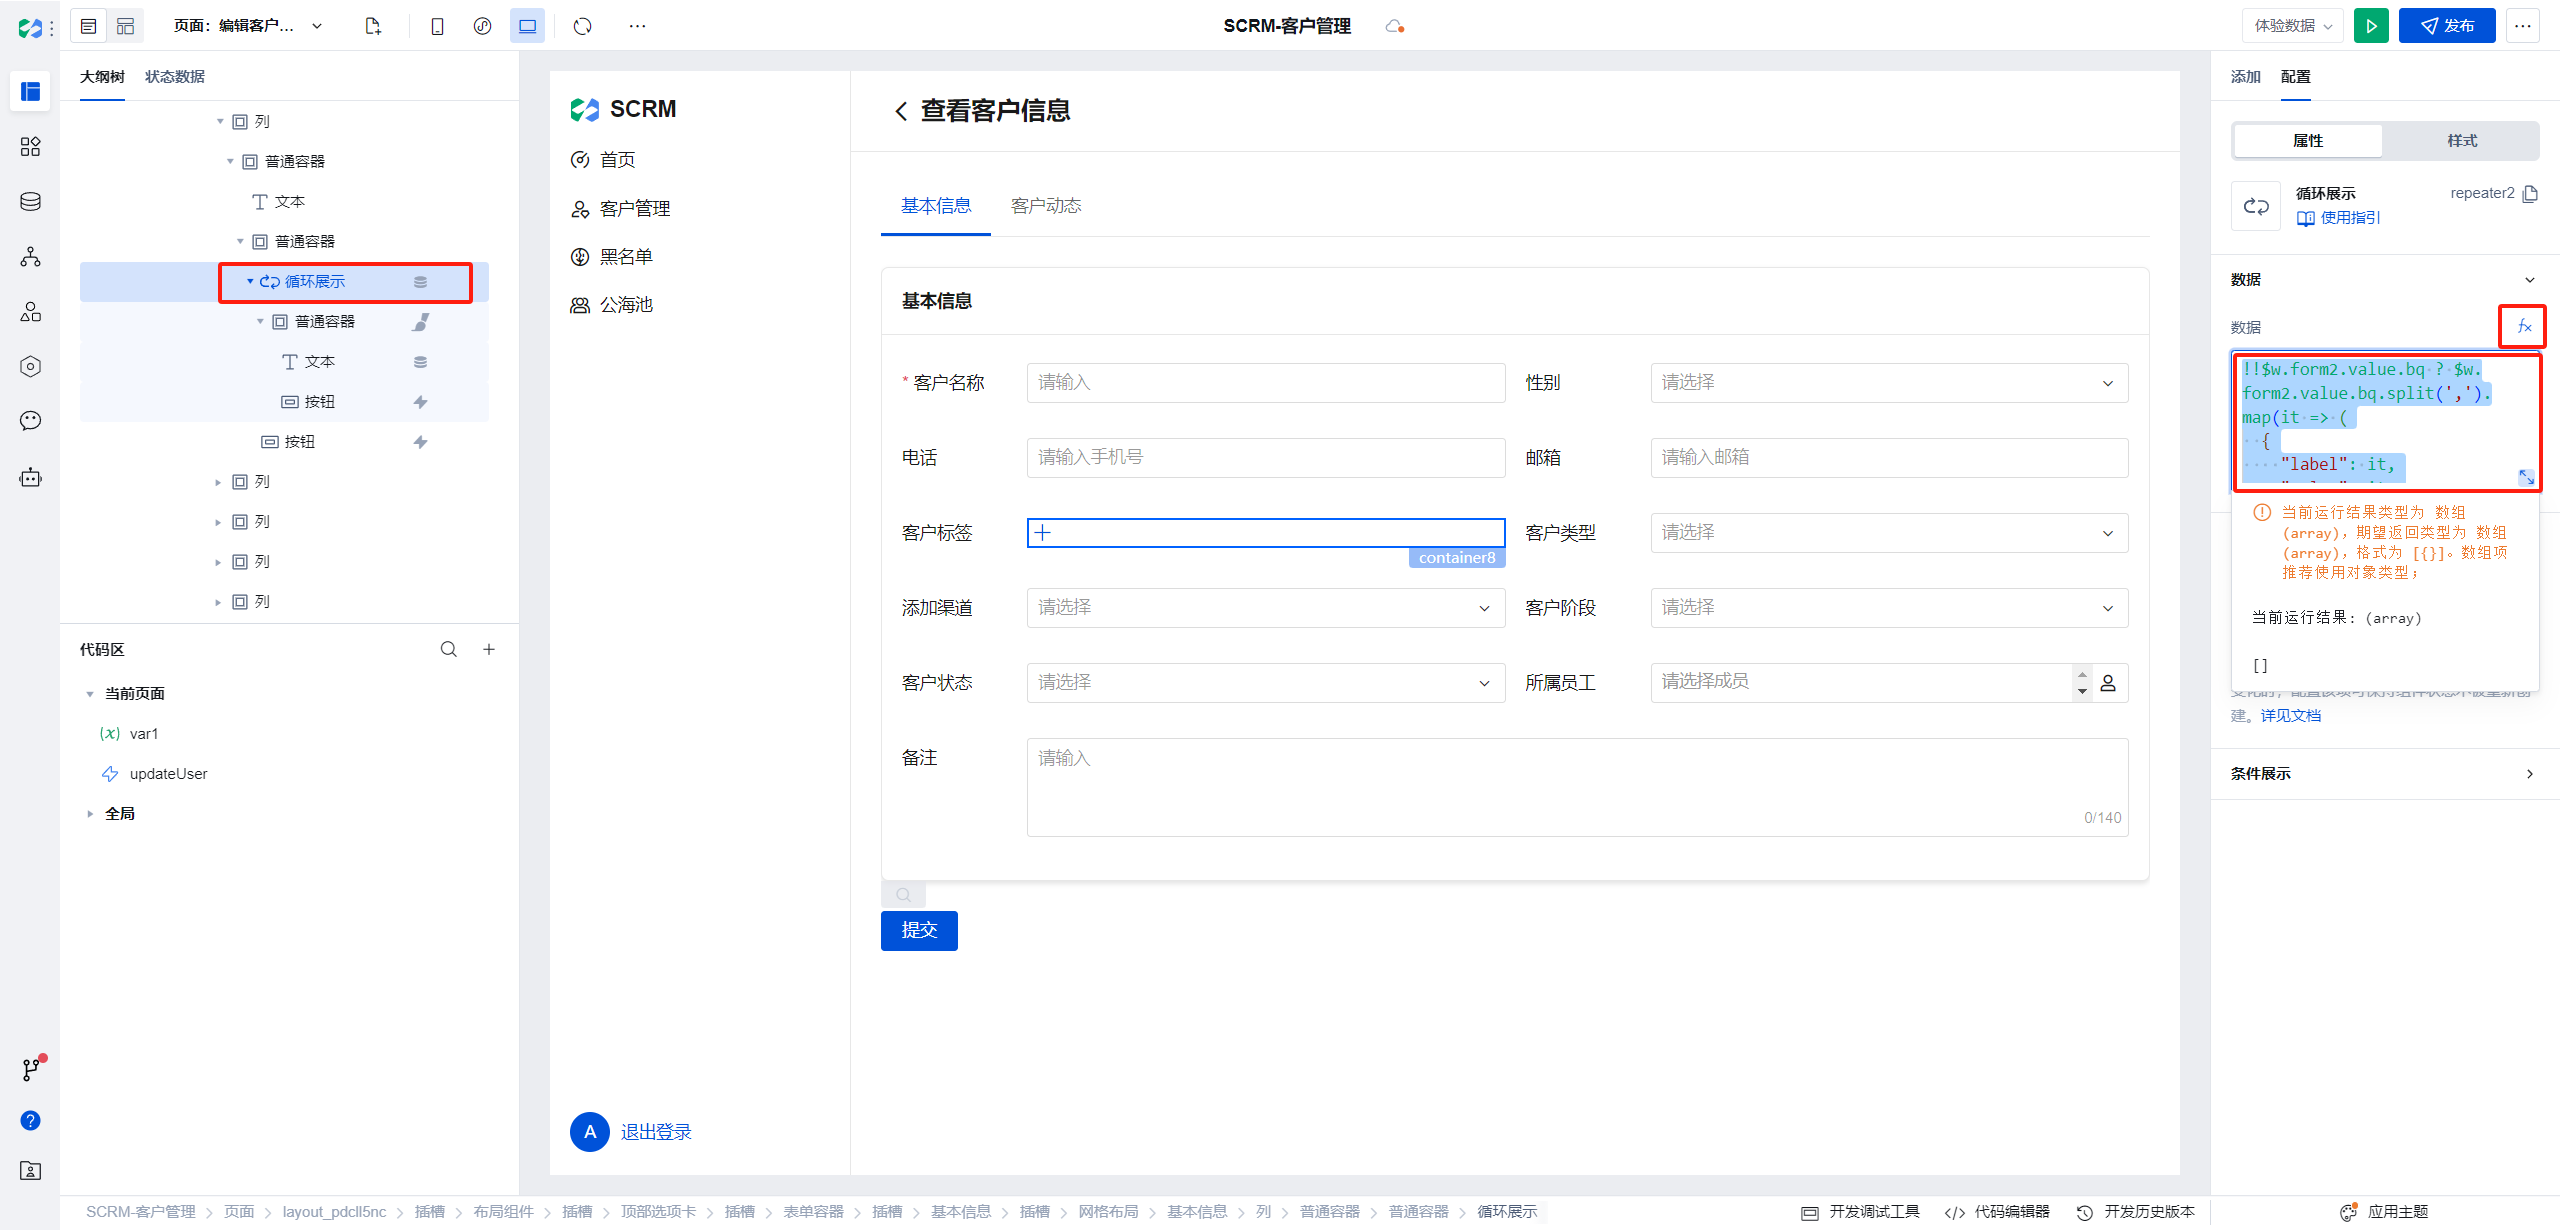 页面：编辑客户...
SCRM-客户管理
体验数据
发布
大纲树
状态数据
列
普通容器
文本
普通容器
循环展示
普通容器
文本
按钮
按钮
列
列
列
列
代码区
当前页面
(x) var1
updateUser
全局
SCRM
首页
客户管理
黑名单
公海池
A 退出登录
查看客户信息
基本信息 客户动态
基本信息
* 客户名称 请输入 性别 请选择
电话 请输入手机号 邮箱 请输入邮箱
客户标签 客户类型 请选择
container8
添加渠道 请选择 客户阶段 请选择
客户状态 请选择 所属员工 请选择成员
备注 请输入
0/140
提交
添加 配置
属性 样式
循环展示 repeater2
使用指引
数据
数据 fx
!!$w.form2.value.bq ? $w.
form2.value.bq.split(',').
map(it => (
{
"label": it,
当前运行结果类型为 数组
(array)，期望返回类型为 数组
(array)，格式为 [{}]。数组项
推荐使用对象类型；
当前运行结果：(array)
[]
建。详见文档
条件展示
SCRM-客户管理 > 页面 > layout_pdcll5nc > 插槽 > 布局组件 > 插槽 > 顶部选项卡 > 插槽 > 表单容器 > 插槽 > 基本信息 > 插槽 > 网格布局 > 基本信息 > 列 > 普通容器 > 普通容器 > 循环展示
开发调试工具 代码编辑器 开发历史版本 应用主题